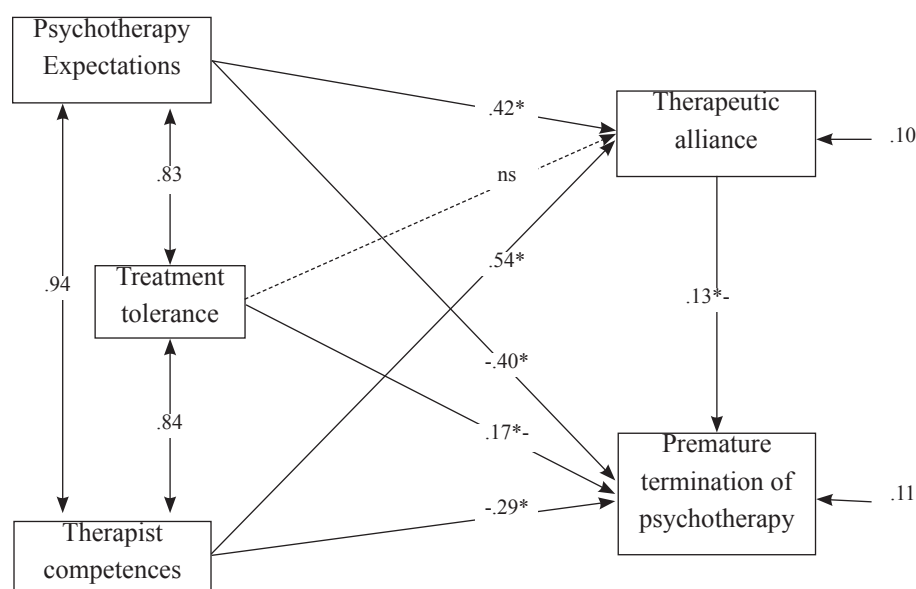 Psychotherapy
Expectations
.42*
Therapeutic
alliance
.10
.83
ns
.94
Treatment
tolerance
.54*
.13*-
-.40*
.84
.17*-
Premature
termination of
psychotherapy
.11
-.29*
Therapist
competences